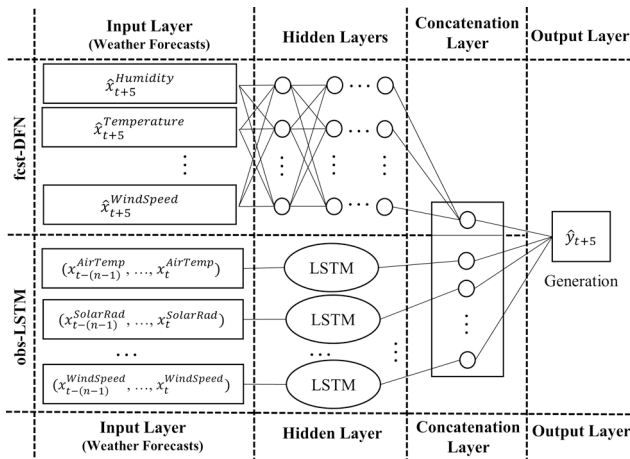 Input Layer
(Weather Forecasts)
Hidden Layers
Concatenation
Layer
Output Layer
fcst-DFN
x̂_{t+5}^{Humidity}
x̂_{t+5}^{Temperature}
⋮
x̂_{t+5}^{WindSpeed}
...
...
...
⋮ ⋮ ⋮
obs-LSTM
(x_{t-(n-1)}^{AirTemp}, ..., x_t^{AirTemp})
LSTM
(x_{t-(n-1)}^{SolarRad}, ..., x_t^{SolarRad})
LSTM
...
...
⋮
⋮
(x_{t-(n-1)}^{WindSpeed}, ..., x_t^{WindSpeed})
LSTM
ŷ_{t+5}
Generation
Input Layer
(Weather Forecasts)
Hidden Layer
Concatenation
Layer
Output Layer